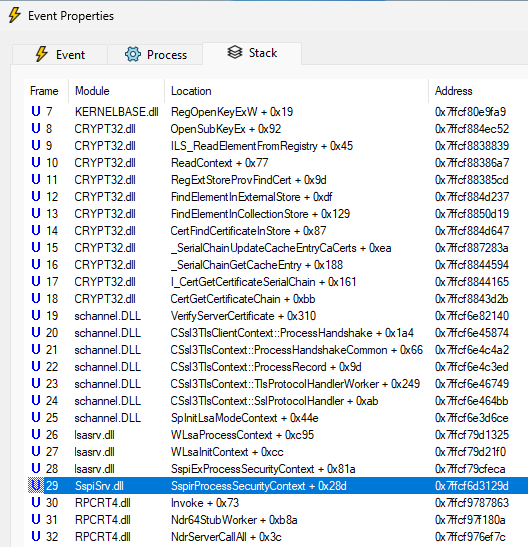 Event Properties
Event Process Stack
Frame Module Location Address
U 7 KERNELBASE.dll RegOpenKeyExW + 0x19 0x7ffcf80e9fa9
U 8 CRYPT32.dll OpenSubKeyEx + 0x92 0x7ffcf884ec52
U 9 CRYPT32.dll ILS_ReadElementFromRegistry + 0x45 0x7ffcf8838839
U 10 CRYPT32.dll ReadContext + 0x77 0x7ffcf88386a7
U 11 CRYPT32.dll RegExtStoreProvFindCert + 0x9d 0x7ffcf88385cd
U 12 CRYPT32.dll FindElementInExternalStore + 0xdf 0x7ffcf884d237
U 13 CRYPT32.dll FindElementInCollectionStore + 0x129 0x7ffcf8850d19
U 14 CRYPT32.dll CertFindCertificateInStore + 0x87 0x7ffcf884d647
U 15 CRYPT32.dll _SerialChainUpdateCacheEntryCaCerts + 0xea 0x7ffcf887283a
U 16 CRYPT32.dll _SerialChainGetCacheEntry + 0x188 0x7ffcf8844594
U 17 CRYPT32.dll I_CertGetCertificateSerialChain + 0x161 0x7ffcf8844165
U 18 CRYPT32.dll CertGetCertificateChain + 0xbb 0x7ffcf8843d2b
U 19 schannel.DLL VerifyServerCertificate + 0x310 0x7ffcf6e82140
U 20 schannel.DLL CSsl3TlsClientContext::ProcessHandshake + 0x1a4 0x7ffcf6e45874
U 21 schannel.DLL CSsl3TlsContext::ProcessHandshakeCommon + 0x66 0x7ffcf6e4c4a2
U 22 schannel.DLL CSsl3TlsContext::ProcessRecord + 0x9d 0x7ffcf6e4c3ed
U 23 schannel.DLL CSsl3TlsContext::TlsProtocolHandlerWorker + 0x249 0x7ffcf6e46749
U 24 schannel.DLL CSsl3TlsContext::SslProtocolHandler + 0xab 0x7ffcf6e464bb
U 25 schannel.DLL SpInitLsaModeContext + 0x44e 0x7ffcf6e3d6ce
U 26 lsasrv.dll WLsaProcessContext + 0xc95 0x7ffcf79d1325
U 27 lsasrv.dll WLsaInitContext + 0xcc 0x7ffcf79d21f0
U 28 lsasrv.dll SspiExProcessSecurityContext + 0x81a 0x7ffcf79cfeca
U 29 SspiSrv.dll SspirProcessSecurityContext + 0x28d 0x7ffcf6d3129d
U 30 RPCRT4.dll Invoke + 0x73 0x7ffcf9787863
U 31 RPCRT4.dll Ndr64StubWorker + 0xb8a 0x7ffcf97f180a
U 32 RPCRT4.dll NdrServerCallAll + 0x3c 0x7ffcf976ef7c